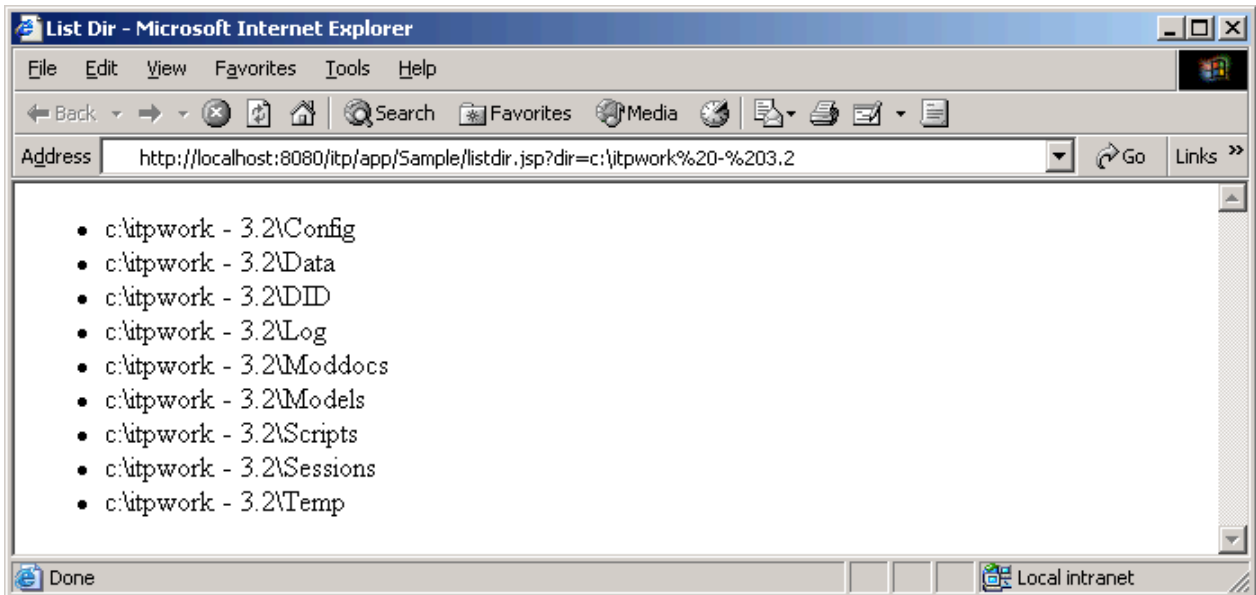 List Dir - Microsoft Internet Explorer
File Edit View Favorites Tools Help
Back Search Favorites Media
Address http://localhost:8080/itp/app/Sample/listdir.jsp?dir=c:\itpwork%20-%203.2 Go Links »
• c:\itpwork - 3.2\Config
• c:\itpwork - 3.2\Data
• c:\itpwork - 3.2\DID
• c:\itpwork - 3.2\Log
• c:\itpwork - 3.2\Moddocs
• c:\itpwork - 3.2\Models
• c:\itpwork - 3.2\Scripts
• c:\itpwork - 3.2\Sessions
• c:\itpwork - 3.2\Temp
Done Local intranet